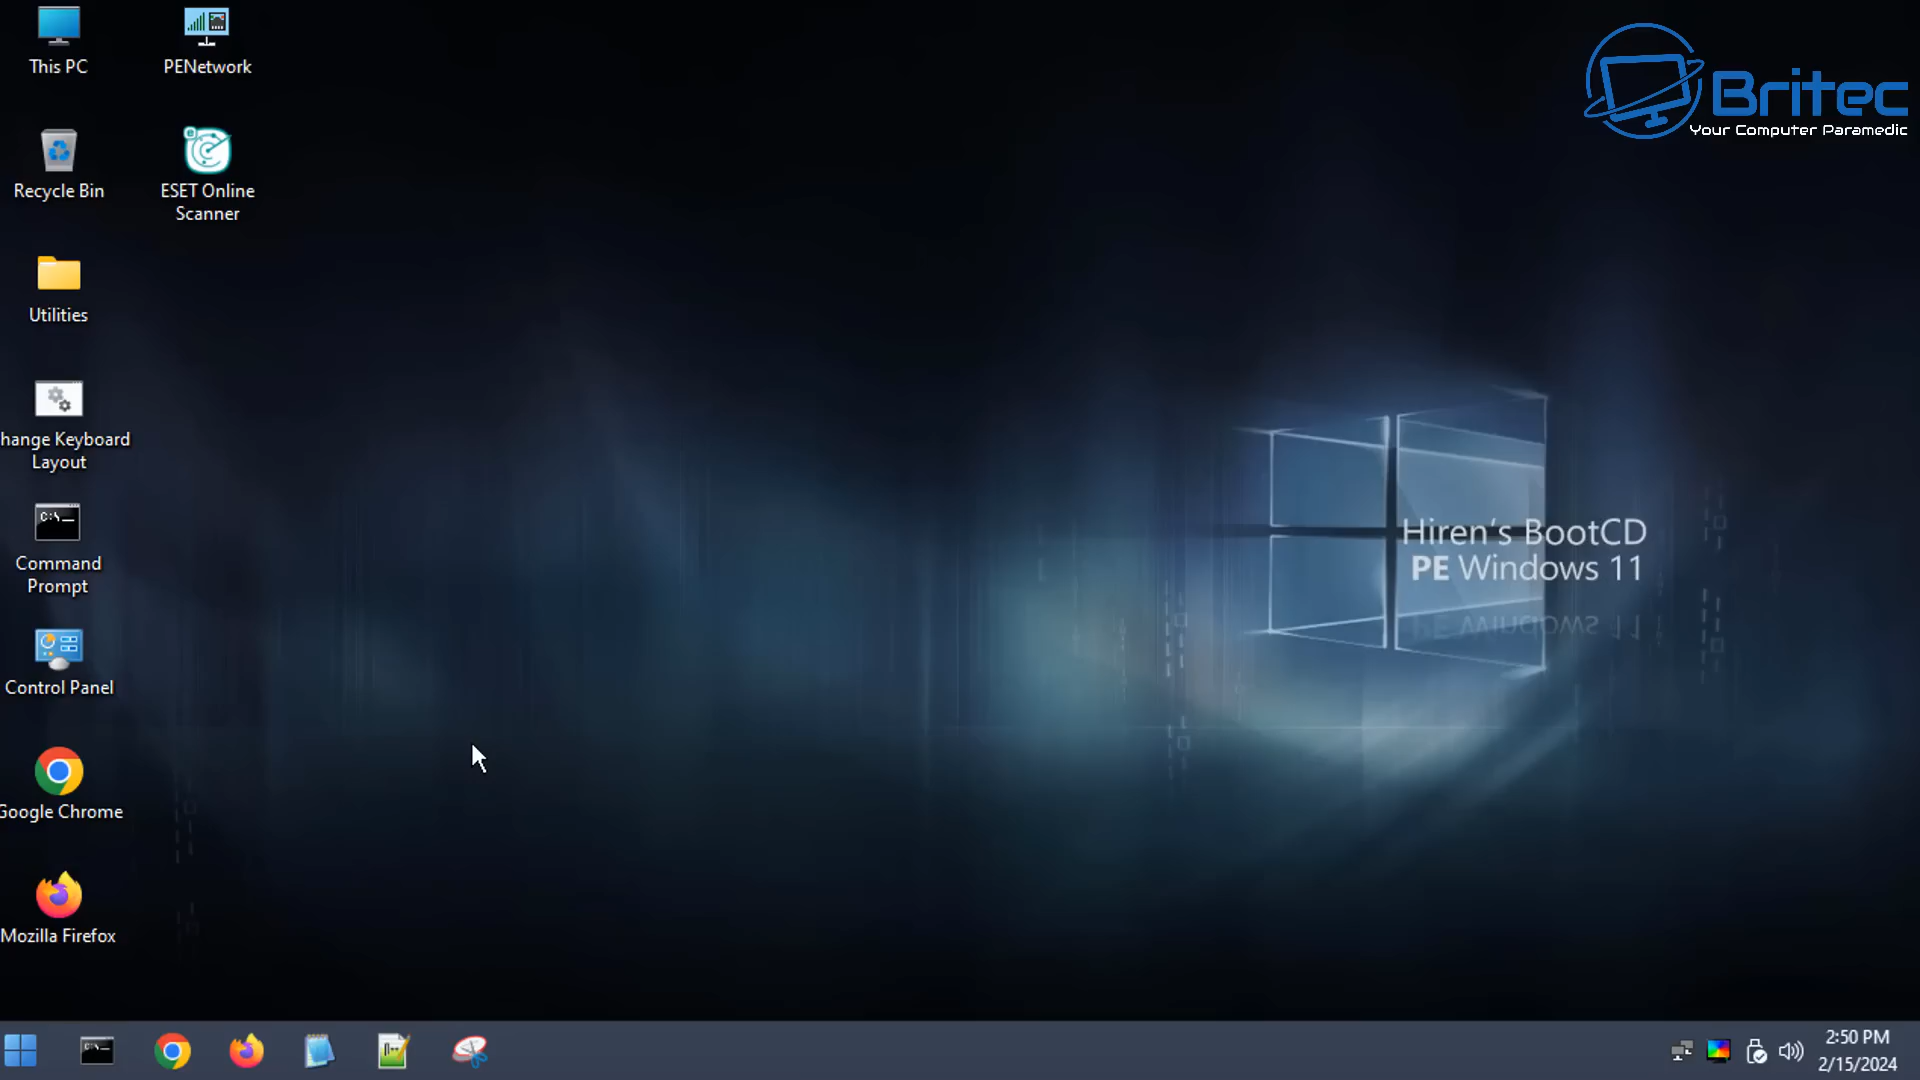 This PC
PENetwork
Britec
Your Computer Paramedic
Recycle Bin
ESET Online
Scanner
Utilities
hange Keyboard
Layout
C:\_
Command
Prompt
Hiren's BootCD
PE Windows 11
Control Panel
Google Chrome
Mozilla Firefox
2:50 PM
2/15/2024